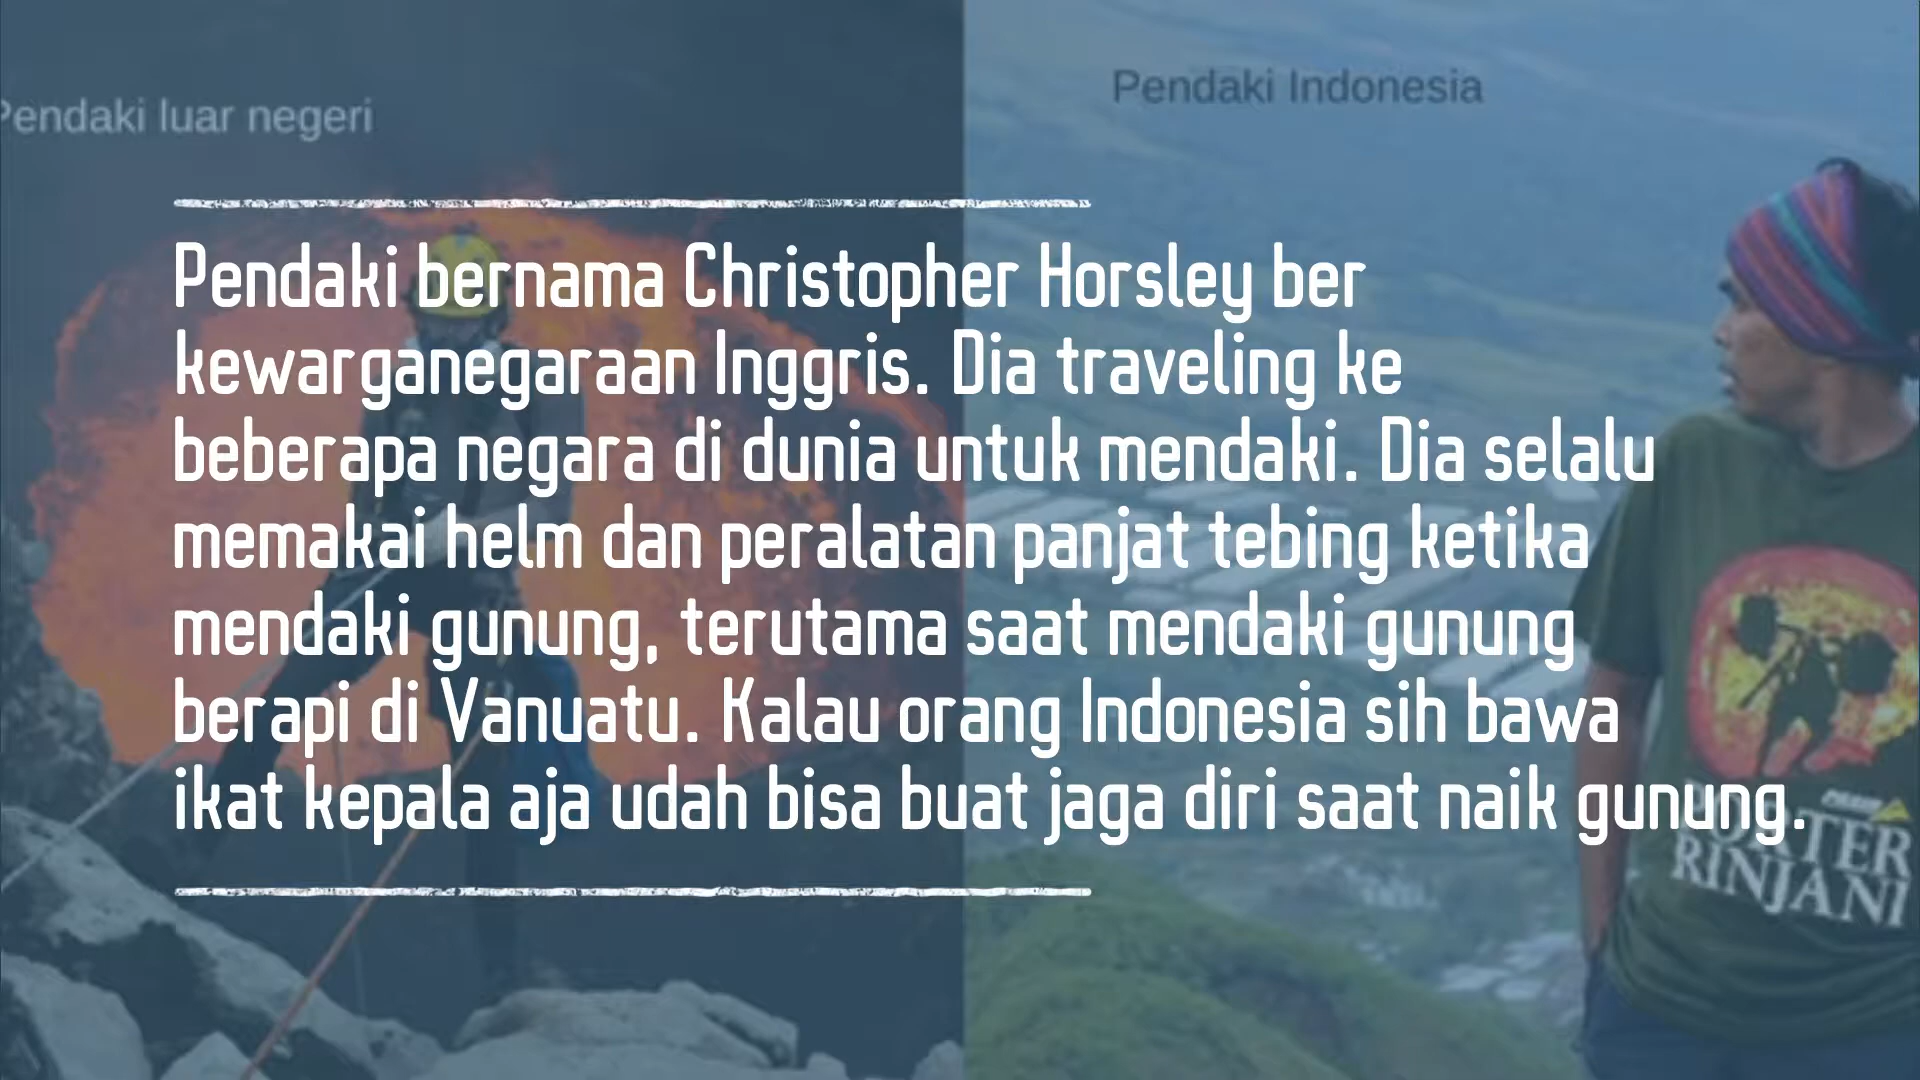 Pendaki luar negeri
Pendaki Indonesia
Pendaki bernama Christopher Horsley ber
kewarganegaraan Inggris. Dia traveling ke
beberapa negara di dunia untuk mendaki. Dia selalu
memakai helm dan peralatan panjat tebing ketika
mendaki gunung, terutama saat mendaki gunung
berapi di Vanuatu. Kalau orang Indonesia sih bawa
ikat kepala aja udah bisa buat jaga diri saat naik gunung.
RINJANI